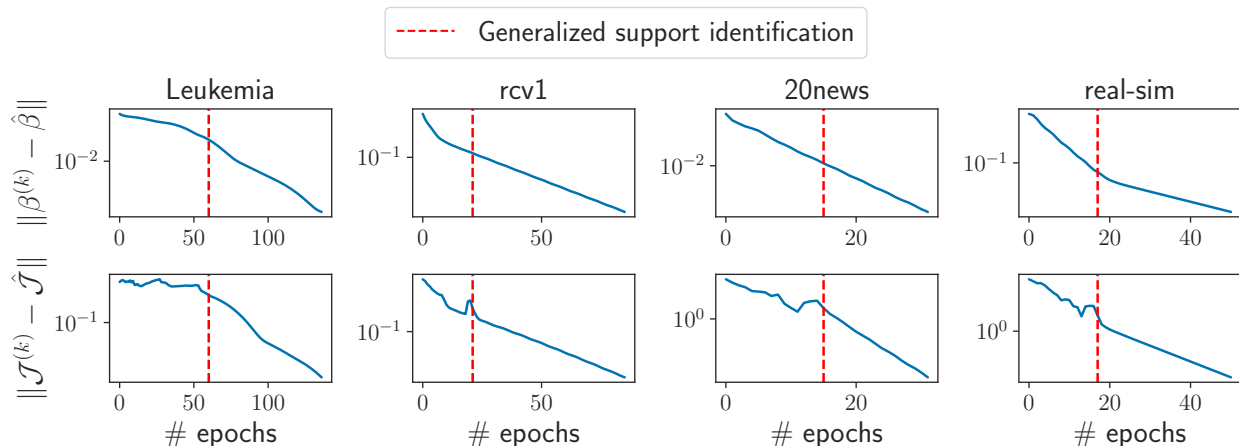 Generalized support identification
Leukemia rcv1 20news real-sim
‖β^(k) − β̂‖
10^−2 10^−1 10^−2 10^−1
0 50 100 0 50 0 20 0 20 40
‖𝒥^(k) − 𝒥̂‖
10^−1 10^−1 10^0 10^0
0 50 100 0 50 0 20 0 20 40
# epochs # epochs # epochs # epochs